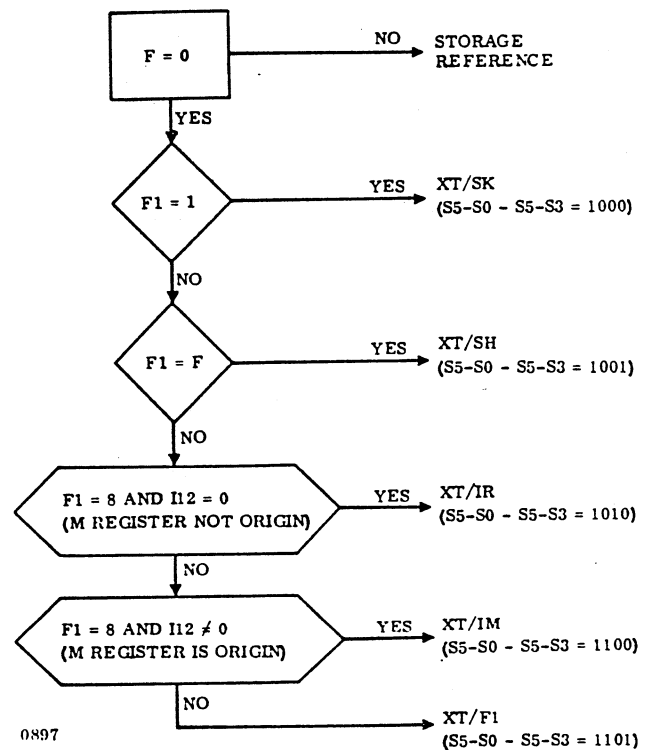 F = 0
NO
STORAGE
REFERENCE
YES
F1 = 1
YES
XT/SK
(S5-S0 - S5-S3 = 1000)
NO
F1 = F
YES
XT/SH
(S5-S0 - S5-S3 = 1001)
NO
F1 = 8 AND I12 = 0
(M REGISTER NOT ORIGIN)
YES
XT/IR
(S5-S0 - S5-S3 = 1010)
NO
F1 = 8 AND I12 ≠ 0
(M REGISTER IS ORIGIN)
YES
XT/IM
(S5-S0 - S5-S3 = 1100)
NO
XT/F1
(S5-S0 - S5-S3 = 1101)
0897